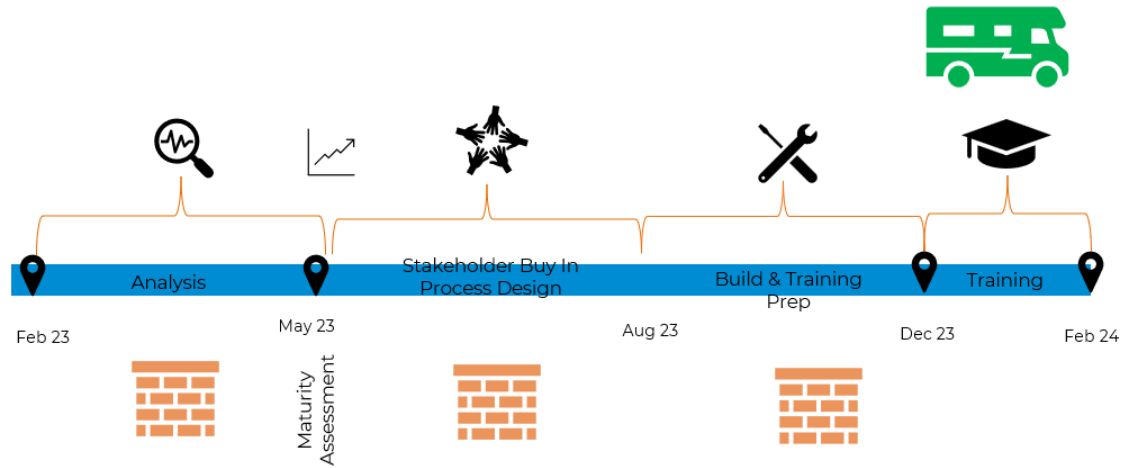 Analysis
Stakeholder Buy In
Process Design
Build & Training
Prep
Training
Feb 23
May 23
Aug 23
Dec 23
Feb 24
Maturity
Assessment